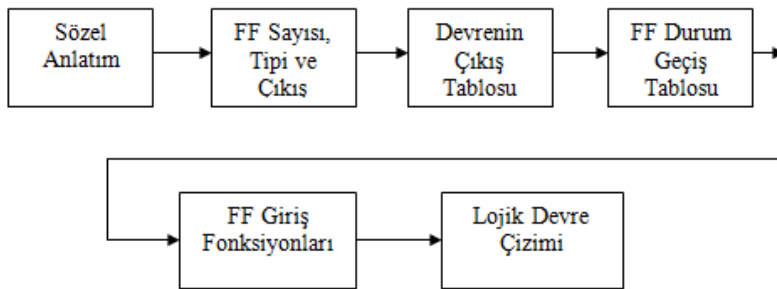 Sözel
Anlatım
FF Sayısı,
Tipi ve
Çıkış
Devrenin
Çıkış
Tablosu
FF Durum
Geçiş
Tablosu
FF Giriş
Fonksiyonları
Lojik Devre
Çizimi